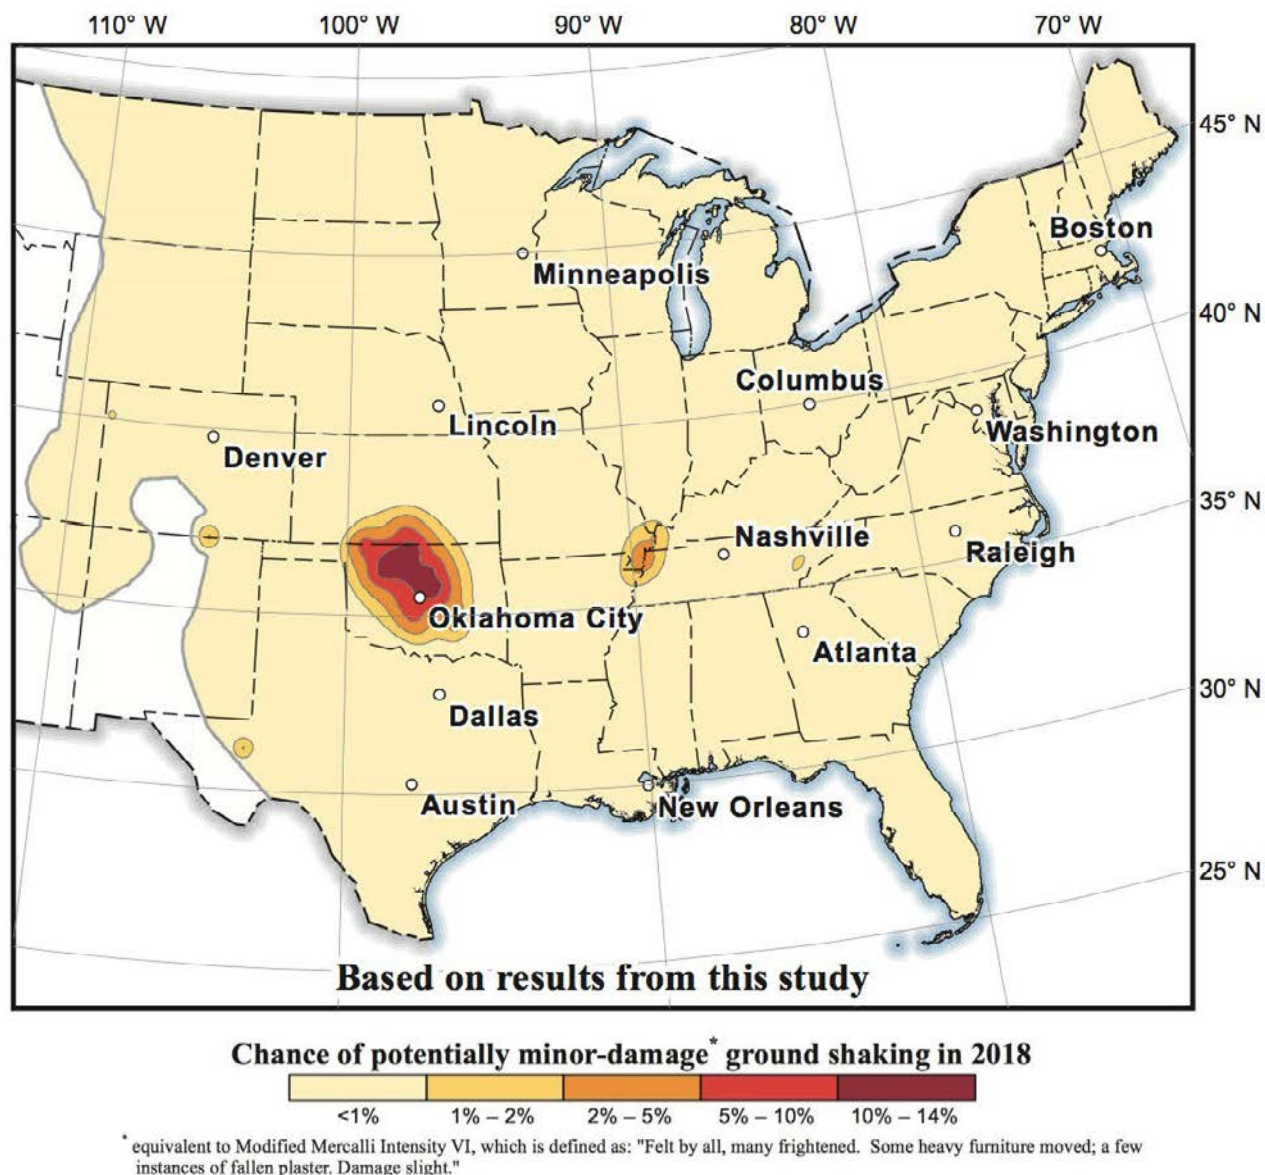 110° W 100° W 90° W 80° W 70° W
45° N
Boston
Minneapolis
40° N
Columbus
Lincoln
Washington
Denver
35° N
Nashville
Raleigh
Oklahoma City
Atlanta
30° N
Dallas
Austin
New Orleans
25° N
Based on results from this study
Chance of potentially minor-damage* ground shaking in 2018
<1% 1% – 2% 2% – 5% 5% – 10% 10% – 14%
* equivalent to Modified Mercalli Intensity VI, which is defined as: "Felt by all, many frightened. Some heavy furniture moved; a few
instances of fallen plaster. Damage slight."